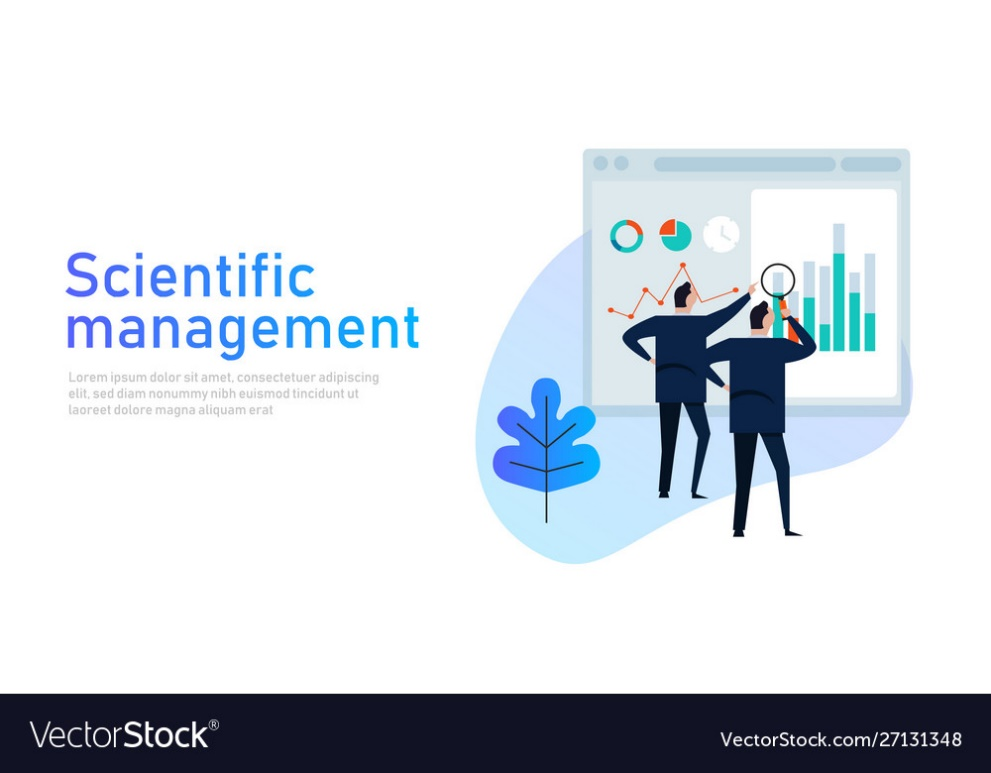 Scientific
management
Lorem ipsum dolor sit amet, consectetuer adipiscing
elit, sed diam nonummy nibh euismod tincidunt ut
laoreet dolore magna aliquam erat
VectorStock®
VectorStock.com/27131348